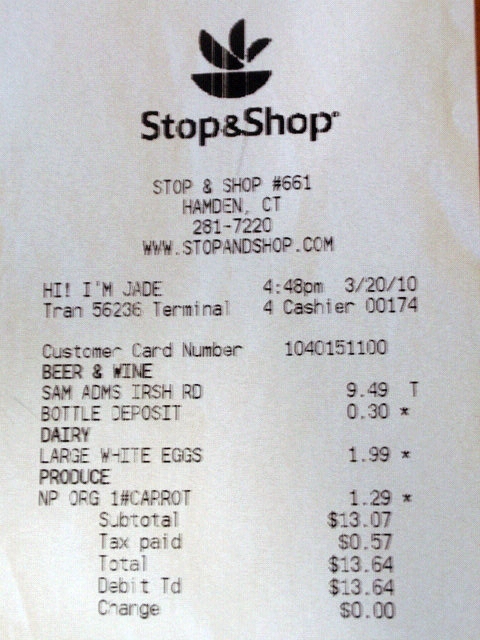 Stop&Shop
STOP & SHOP #661
HAMDEN, CT
281-7220
WWW.STOPANDSHOP.COM
HI! I'M JADE 4:48pm 3/20/10
Tran 56236 Terminal 4 Cashier 00174
Customer Card Number 1040151100
BEER & WINE
SAM ADMS IRSH RD 9.49 T
BOTTLE DEPOSIT 0.30 *
DAIRY
LARGE WHITE EGGS 1.99 *
PRODUCE
NP ORG 1#CARROT 1.29 *
Subtotal $13.07
Tax paid $0.57
Total $13.64
Debit Td $13.64
Change $0.00